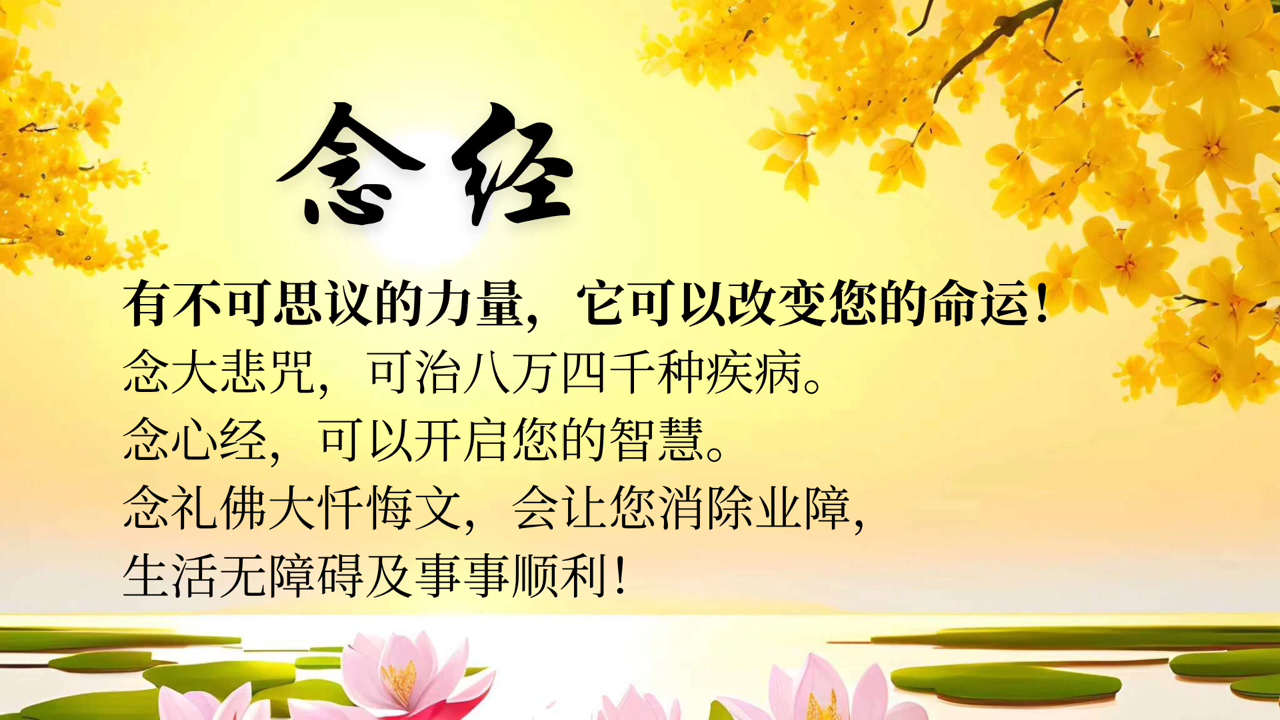 念经
有不可思议的力量，它可以改变您的命运！
念大悲咒，可治八万四千种疾病。
念心经，可以开启您的智慧。
念礼佛大忏悔文，会让您消除业障，
生活无障碍及事事顺利！